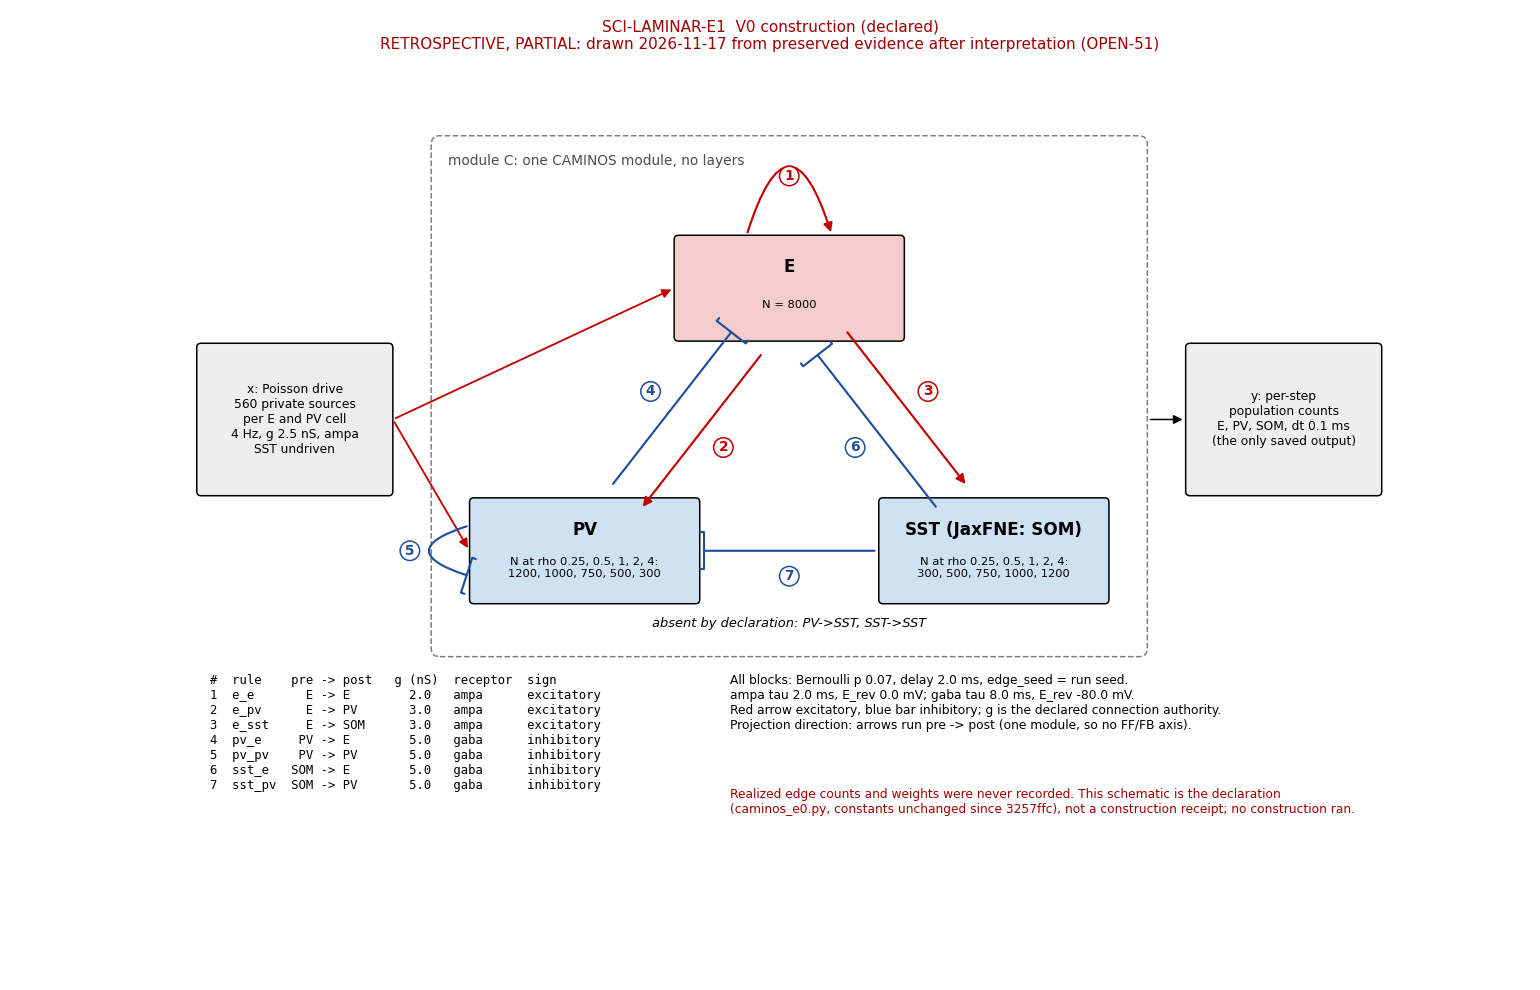 SCI-LAMINAR-E1  V0 construction (declared)
RETROSPECTIVE, PARTIAL: drawn 2026-11-17 from preserved evidence after interpretation (OPEN-51)
module C: one CAMINOS module, no layers
1
E
N = 8000
x: Poisson drive
560 private sources
per E and PV cell
4 Hz, g 2.5 nS, ampa
SST undriven
4
3
2
6
y: per-step
population counts
E, PV, SOM, dt 0.1 ms
(the only saved output)
5
PV
N at rho 0.25, 0.5, 1, 2, 4:
1200, 1000, 750, 500, 300
7
SST (JaxFNE: SOM)
N at rho 0.25, 0.5, 1, 2, 4:
300, 500, 750, 1000, 1200
absent by declaration: PV->SST, SST->SST
#  rule    pre -> post   g (nS)  receptor  sign
1  e_e       E -> E        2.0   ampa      excitatory
2  e_pv      E -> PV       3.0   ampa      excitatory
3  e_sst     E -> SOM      3.0   ampa      excitatory
4  pv_e     PV -> E        5.0   gaba      inhibitory
5  pv_pv    PV -> PV       5.0   gaba      inhibitory
6  sst_e   SOM -> E        5.0   gaba      inhibitory
7  sst_pv  SOM -> PV       5.0   gaba      inhibitory
All blocks: Bernoulli p 0.07, delay 2.0 ms, edge_seed = run seed.
ampa tau 2.0 ms, E_rev 0.0 mV; gaba tau 8.0 ms, E_rev -80.0 mV.
Red arrow excitatory, blue bar inhibitory; g is the declared connection authority.
Projection direction: arrows run pre -> post (one module, so no FF/FB axis).
Realized edge counts and weights were never recorded. This schematic is the declaration
(caminos_e0.py, constants unchanged since 3257ffc), not a construction receipt; no construction ran.